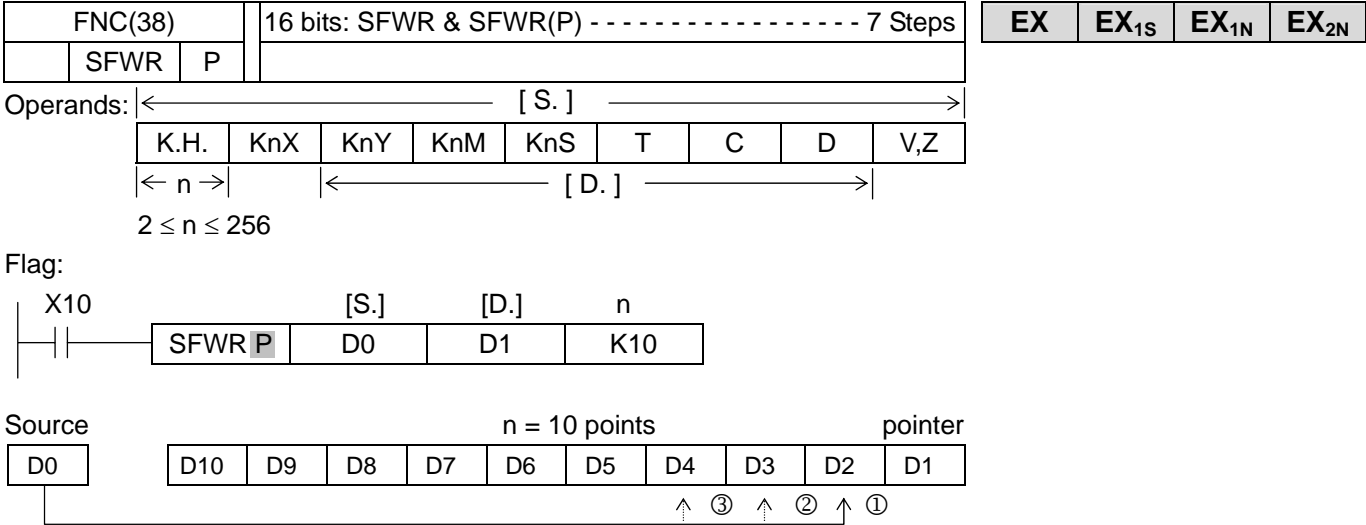 FNC(38) 16 bits: SFWR & SFWR(P) - - - - - - - - - - - - - - - - - 7 Steps EX EX1S EX1N EX2N
SFWR P
Operands: [ S. ]
K.H. KnX KnY KnM KnS T C D V,Z
n [ D. ]
2 ≤ n ≤ 256
Flag:
X10 [S.] [D.] n
SFWR P D0 D1 K10
Source n = 10 points pointer
D0 D10 D9 D8 D7 D6 D5 D4 D3 D2 D1
③ ② ①